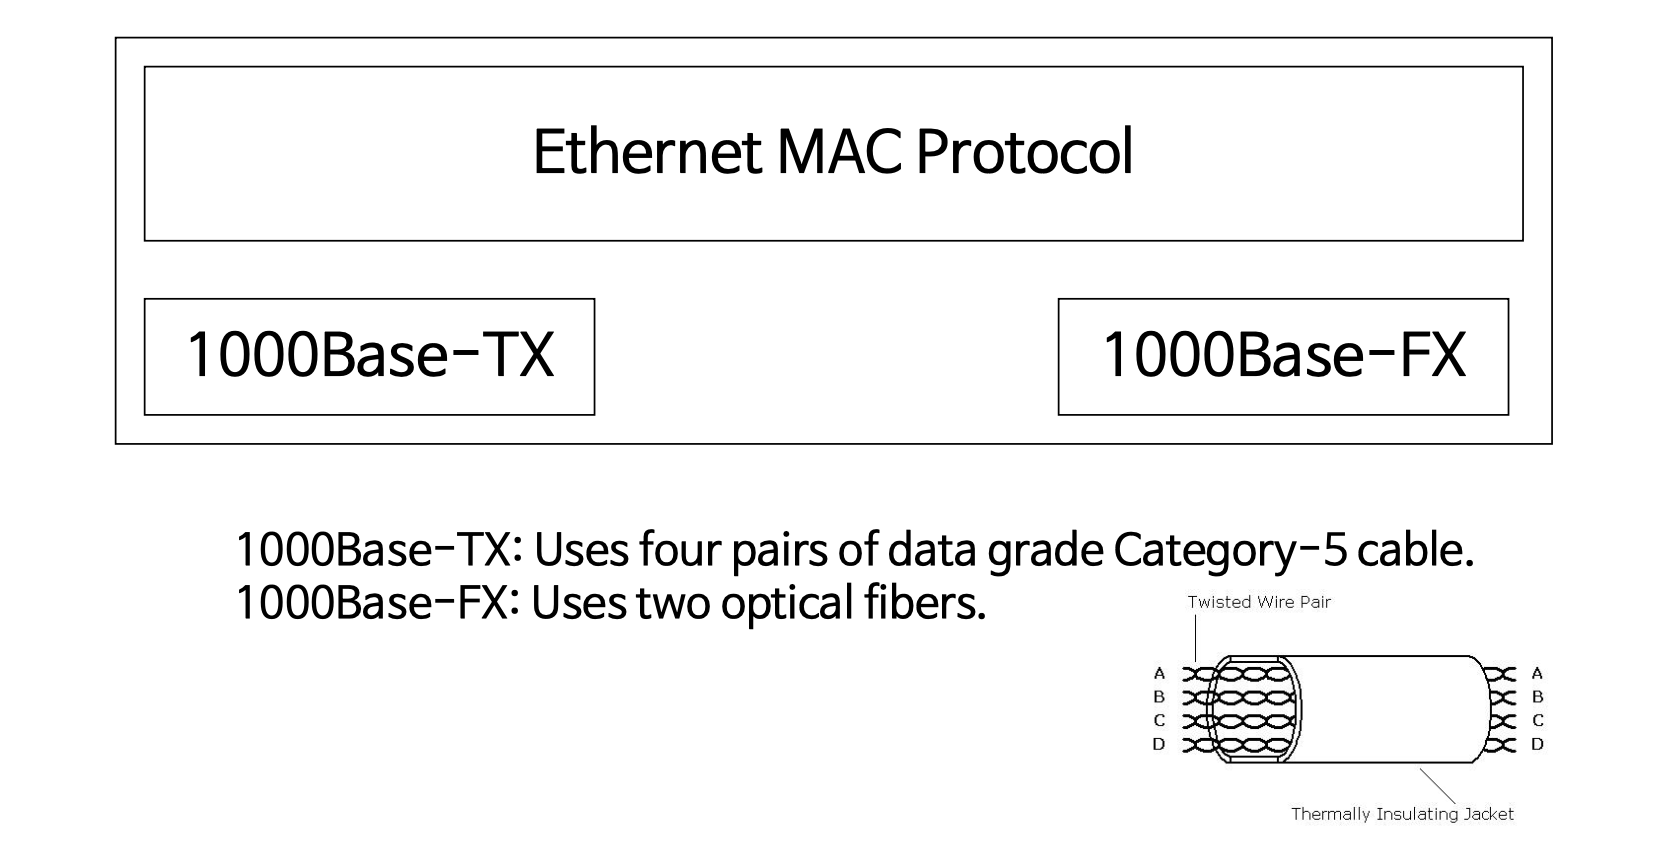 Ethernet MAC Protocol
1000Base-TX
1000Base-FX
1000Base-TX: Uses four pairs of data grade Category-5 cable.
1000Base-FX: Uses two optical fibers.
Twisted Wire Pair
A
A
B
B
C
C
D
D
Thermally Insulating Jacket